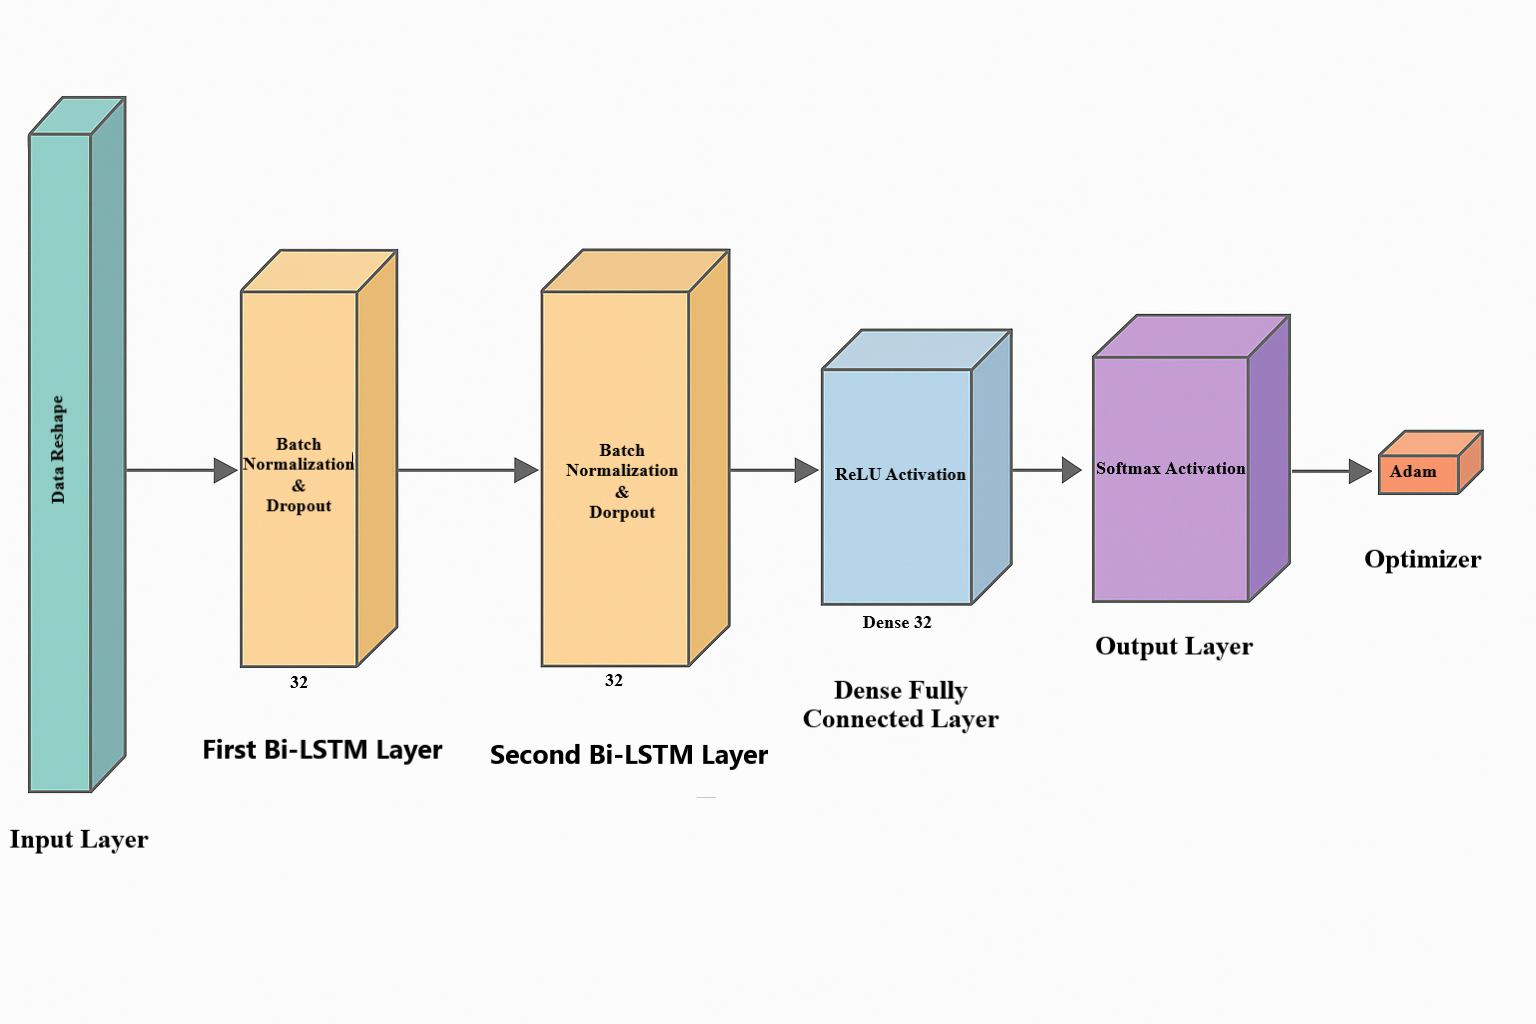 Data Reshape
Input Layer
Batch
Normalization
&
Dropout
32
First Bi-LSTM Layer
Batch
Normalization
&
Dorpout
32
Second Bi-LSTM Layer
ReLU Activation
Dense 32
Dense Fully
Connected Layer
Softmax Activation
Output Layer
Adam
Optimizer